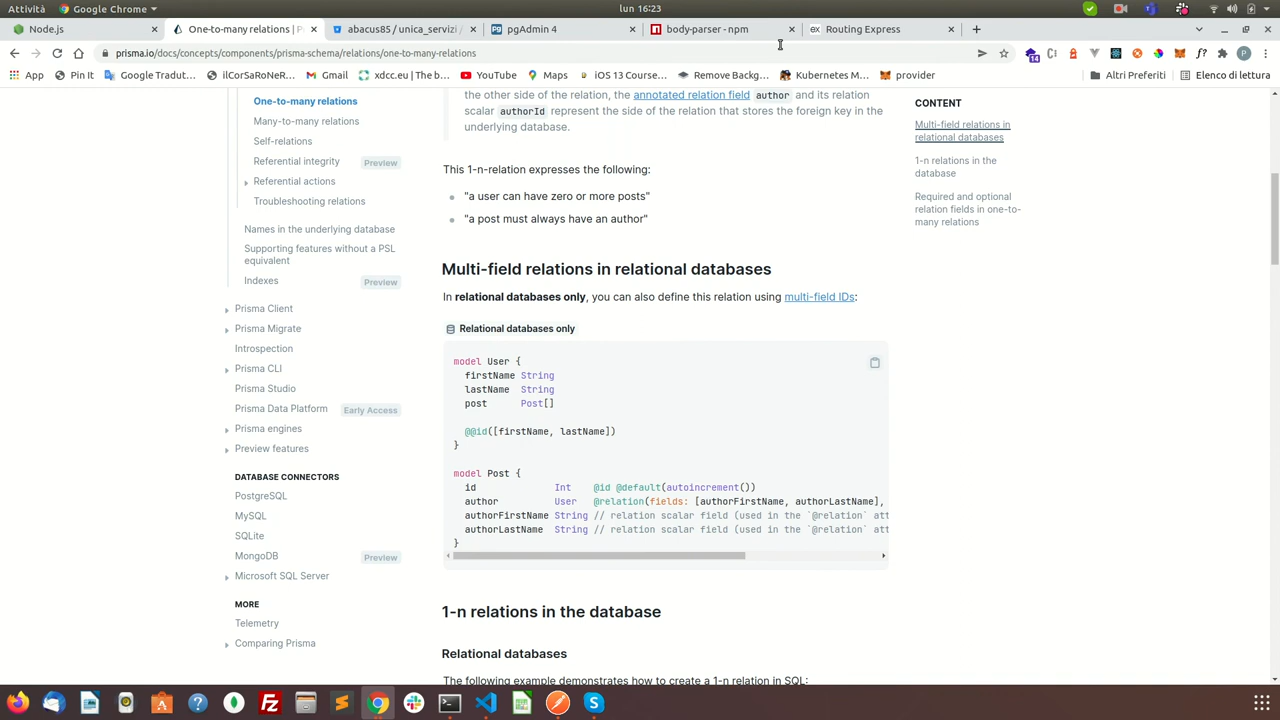 Attività
Google Chrome
lun 16:23
Node.js
One-to-many relations | P
abacus85 / unica_servizi /
pgAdmin 4
body-parser - npm
Routing Express
prisma.io/docs/concepts/components/prisma-schema/relations/one-to-many-relations
App
Pin It
Google Tradut...
ilCorSaRoNeR...
Gmail
xdcc.eu | The b...
YouTube
Maps
iOS 13 Course...
Remove Backg...
Kubernetes M...
provider
Altri Preferiti
Elenco di lettura
One-to-many relations
Many-to-many relations
Self-relations
Referential integrity Preview
Referential actions
Troubleshooting relations
Names in the underlying database
Supporting features without a PSL
equivalent
Indexes Preview
Prisma Client
Prisma Migrate
Introspection
Prisma CLI
Prisma Studio
Prisma Data Platform Early Access
Prisma engines
Preview features
DATABASE CONNECTORS
PostgreSQL
MySQL
SQLite
MongoDB Preview
Microsoft SQL Server
MORE
Telemetry
Comparing Prisma
the other side of the relation, the annotated relation field author and its relation
scalar authorId represent the side of the relation that stores the foreign key in the
underlying database.
This 1-n-relation expresses the following:
"a user can have zero or more posts"
"a post must always have an author"
Multi-field relations in relational databases
In relational databases only, you can also define this relation using multi-field IDs:
Relational databases only
model User {
firstName String
lastName String
post Post[]
@@id([firstName, lastName])
}
model Post {
id Int @id @default(autoincrement())
author User @relation(fields: [authorFirstName, authorLastName],
authorFirstName String // relation scalar field (used in the `@relation` att
authorLastName String // relation scalar field (used in the `@relation` att
}
1-n relations in the database
Relational databases
The following example demonstrates how to create a 1-n relation in SQL:
CONTENT
Multi-field relations in
relational databases
1-n relations in the
database
Required and optional
relation fields in one-to-
many relations